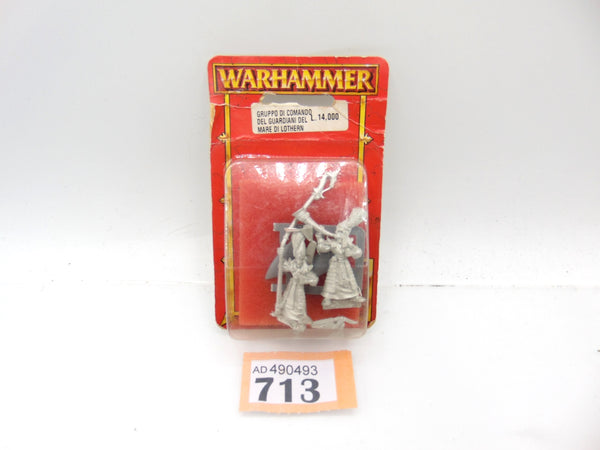 WARHAMMER
GRUPPO DI COMANDO
DEI GUARDIANI DEL L. 14,000
MARE DI LOTHERN
AD 490493
713